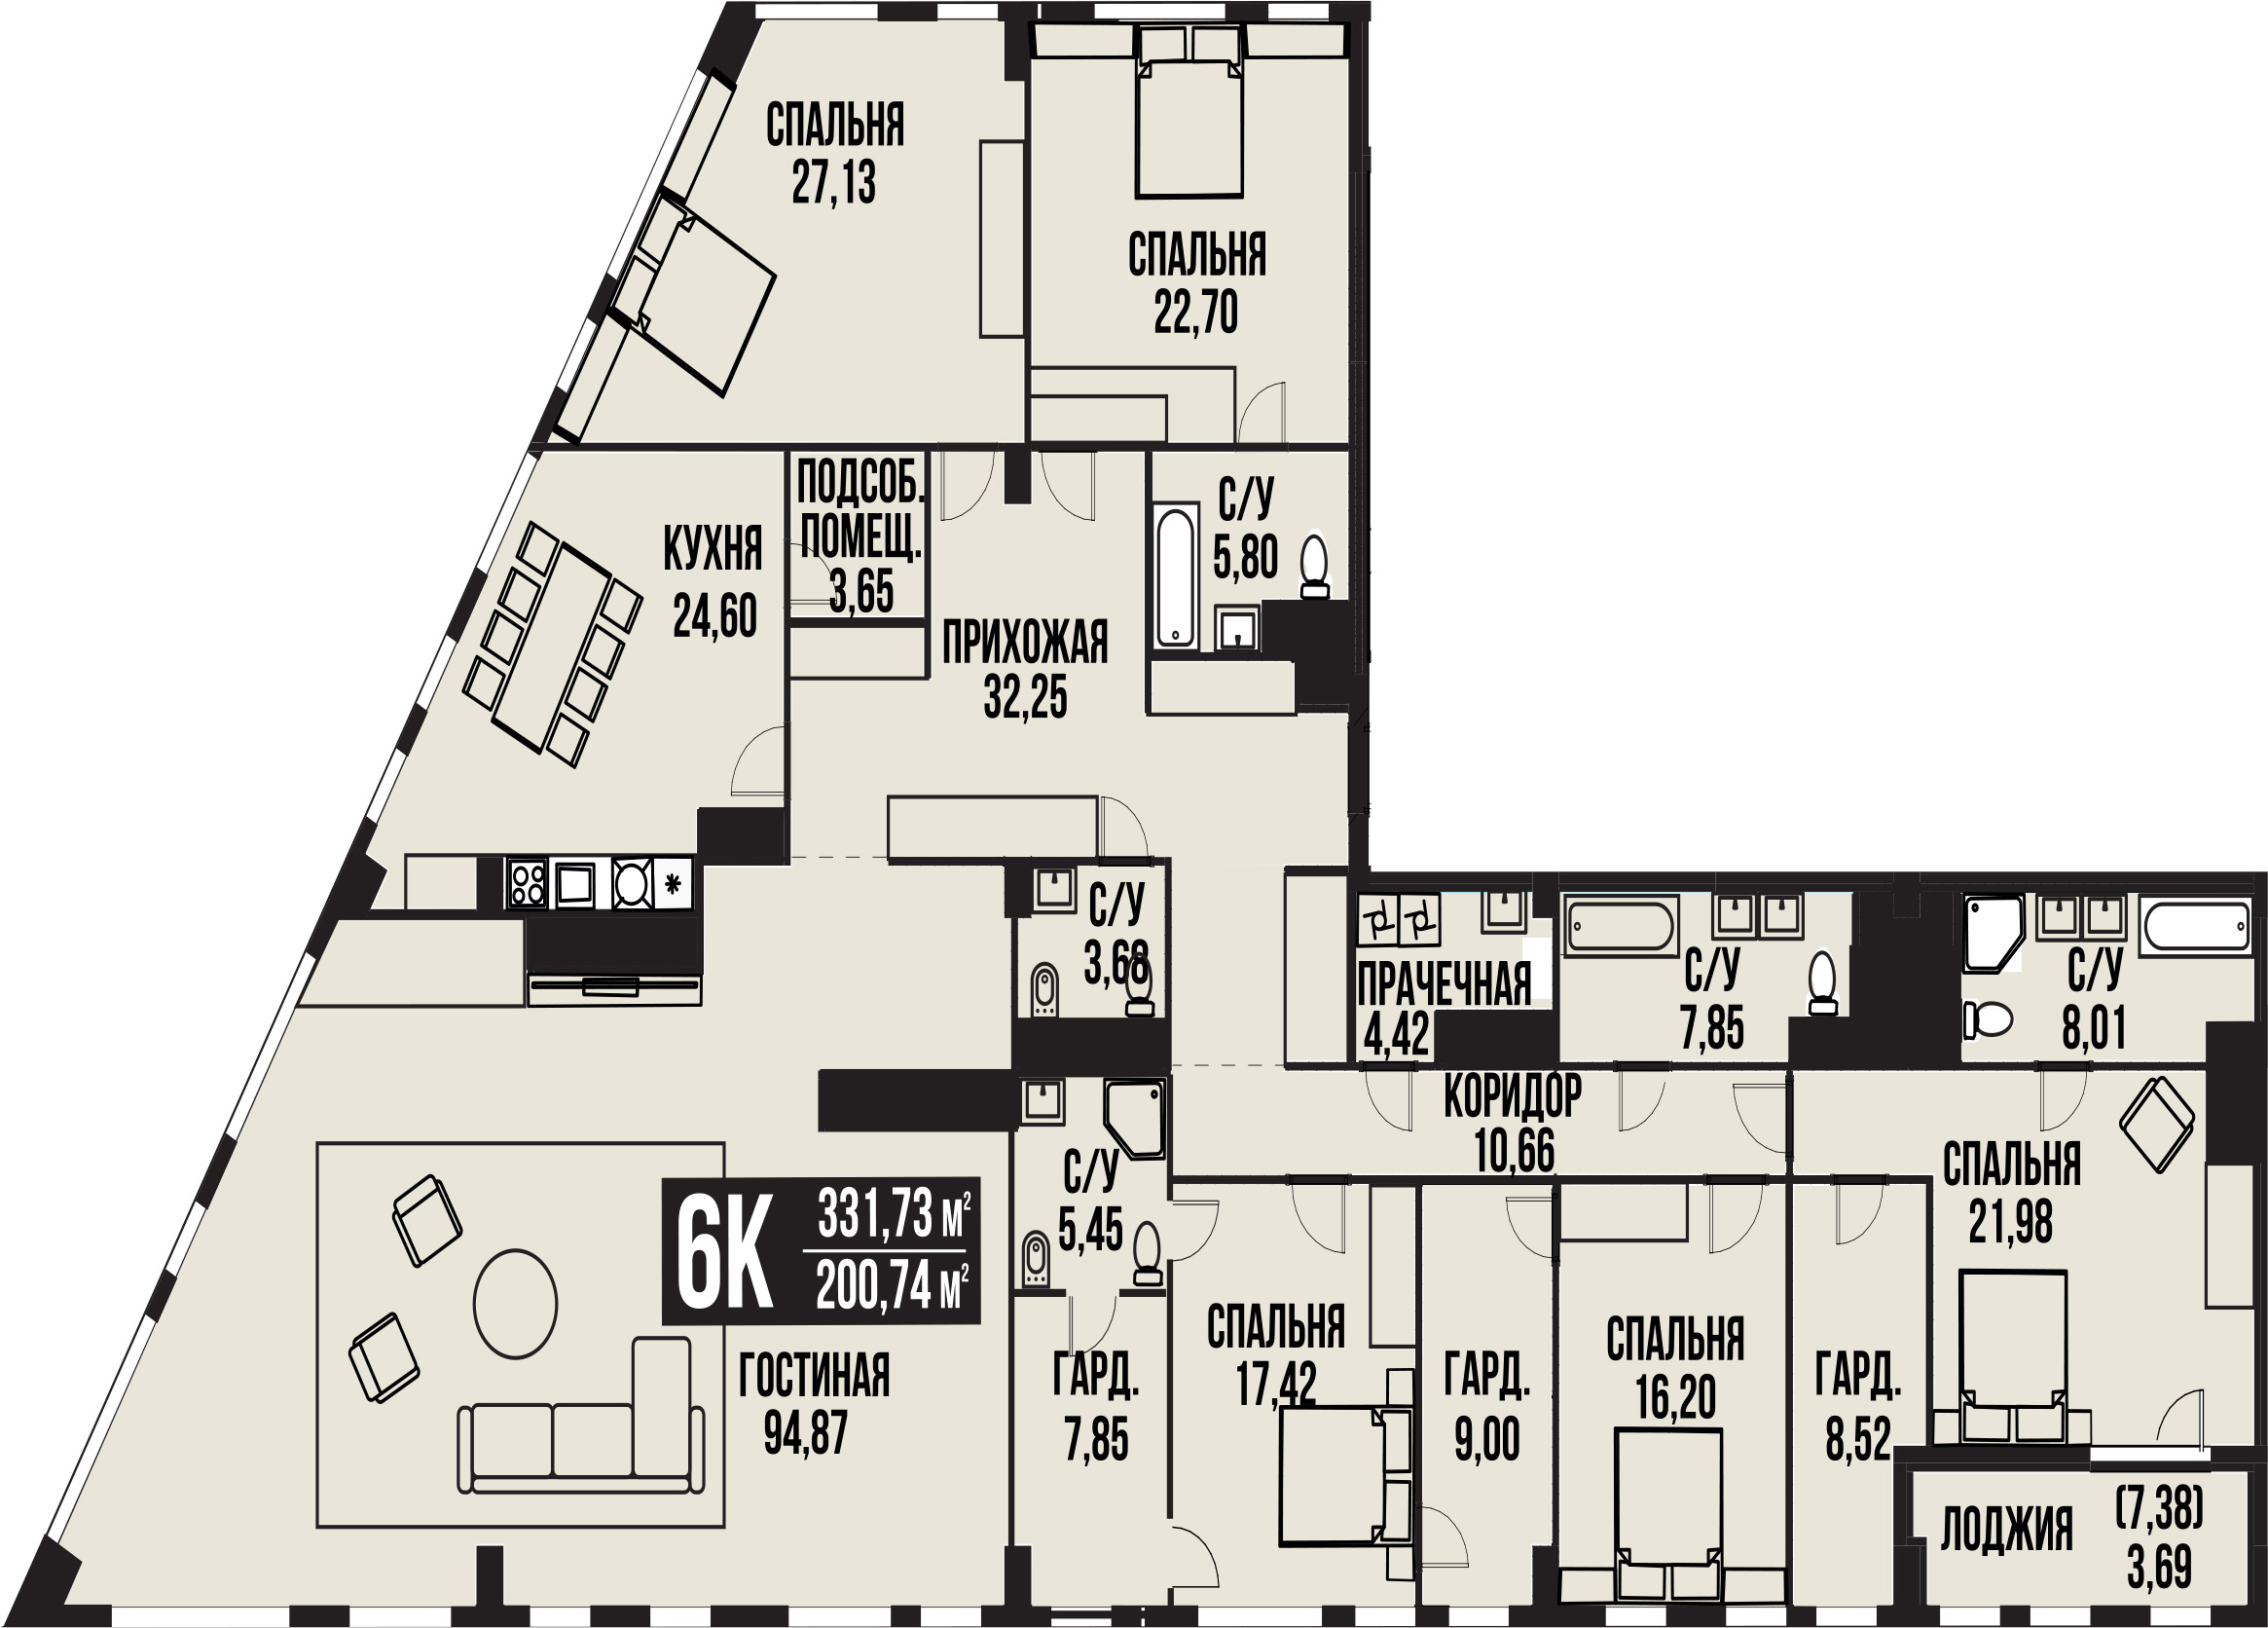 СПАЛЬНЯ
27,13
СПАЛЬНЯ
22,70
ПОДСОБ.
ПОМЕЩ.
3,65
КУХНЯ
24,60
С/У
5,80
ПРИХОЖАЯ
32,25
С/У
3,68
ПРАЧЕЧНАЯ
4,42
С/У
7,85
С/У
8,01
КОРИДОР
10,66
С/У
5,45
СПАЛЬНЯ
21,98
6К
331,73 м²
200,74 м²
ГОСТИНАЯ
94,87
ГАРД.
7,85
СПАЛЬНЯ
17,42
ГАРД.
9,00
СПАЛЬНЯ
16,20
ГАРД.
8,52
ЛОДЖИЯ
(7,38)
3,69